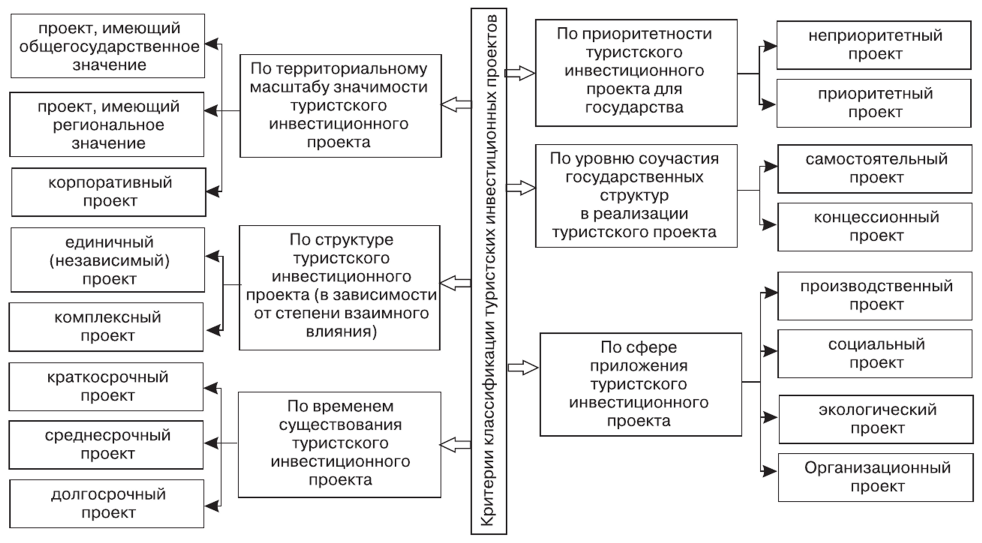 проект, имеющий
общегосударственное
значение
проект, имеющий
региональное
значение
корпоративный
проект
По территориальному
масштабу значимости
туристского
инвестиционного
проекта
единичный
(независимый)
проект
комплексный
проект
По структуре
туристского
инвестиционного
проекта (в зависимости
от степени взаимного
влияния)
краткосрочный
проект
среднесрочный
проект
долгосрочный
проект
По временем
существования
туристского
инвестиционного
проекта
Критерии классификации туристских инвестиционных проектов
По приоритетности
туристского
инвестиционного
проекта для
государства
неприоритетный
проект
приоритетный
проект
По уровню соучастия
государственных
структур
в реализации
туристского проекта
самостоятельный
проект
концессионный
проект
По сфере
приложения
туристского
инвестиционного
проекта
производственный
проект
социальный
проект
экологический
проект
Организационный
проект